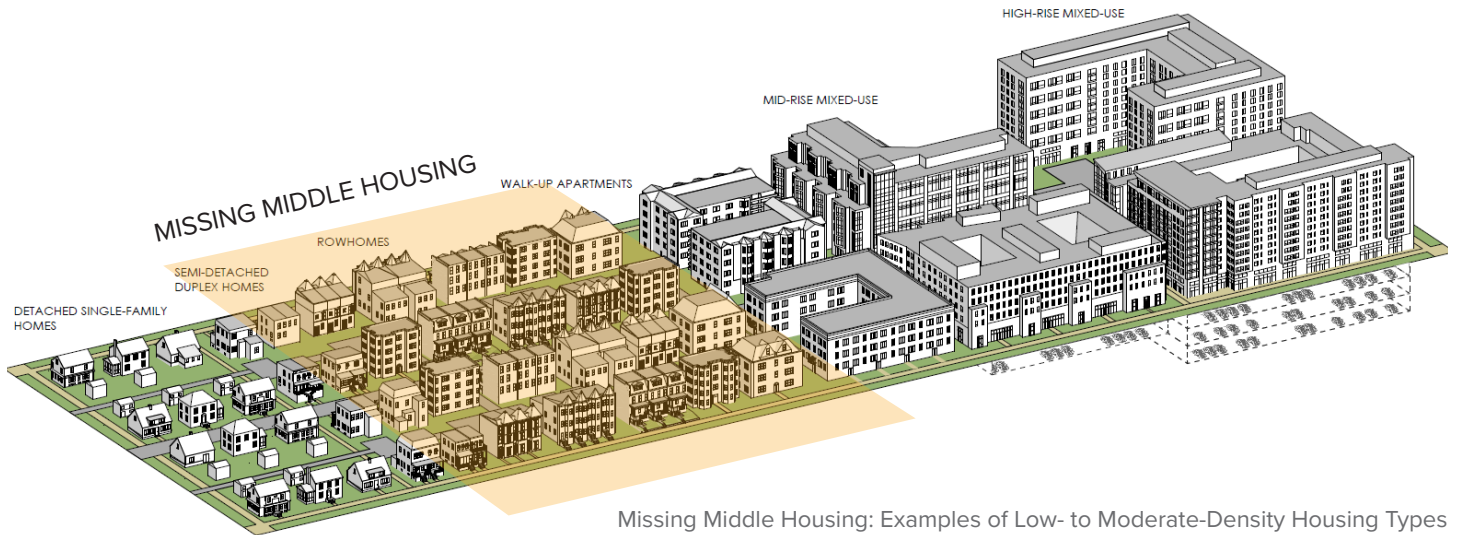 HIGH-RISE MIXED-USE
MID-RISE MIXED-USE
MISSING MIDDLE HOUSING
WALK-UP APARTMENTS
ROWHOMES
SEMI-DETACHED
DUPLEX HOMES
DETACHED SINGLE-FAMILY
HOMES
Missing Middle Housing: Examples of Low- to Moderate-Density Housing Types